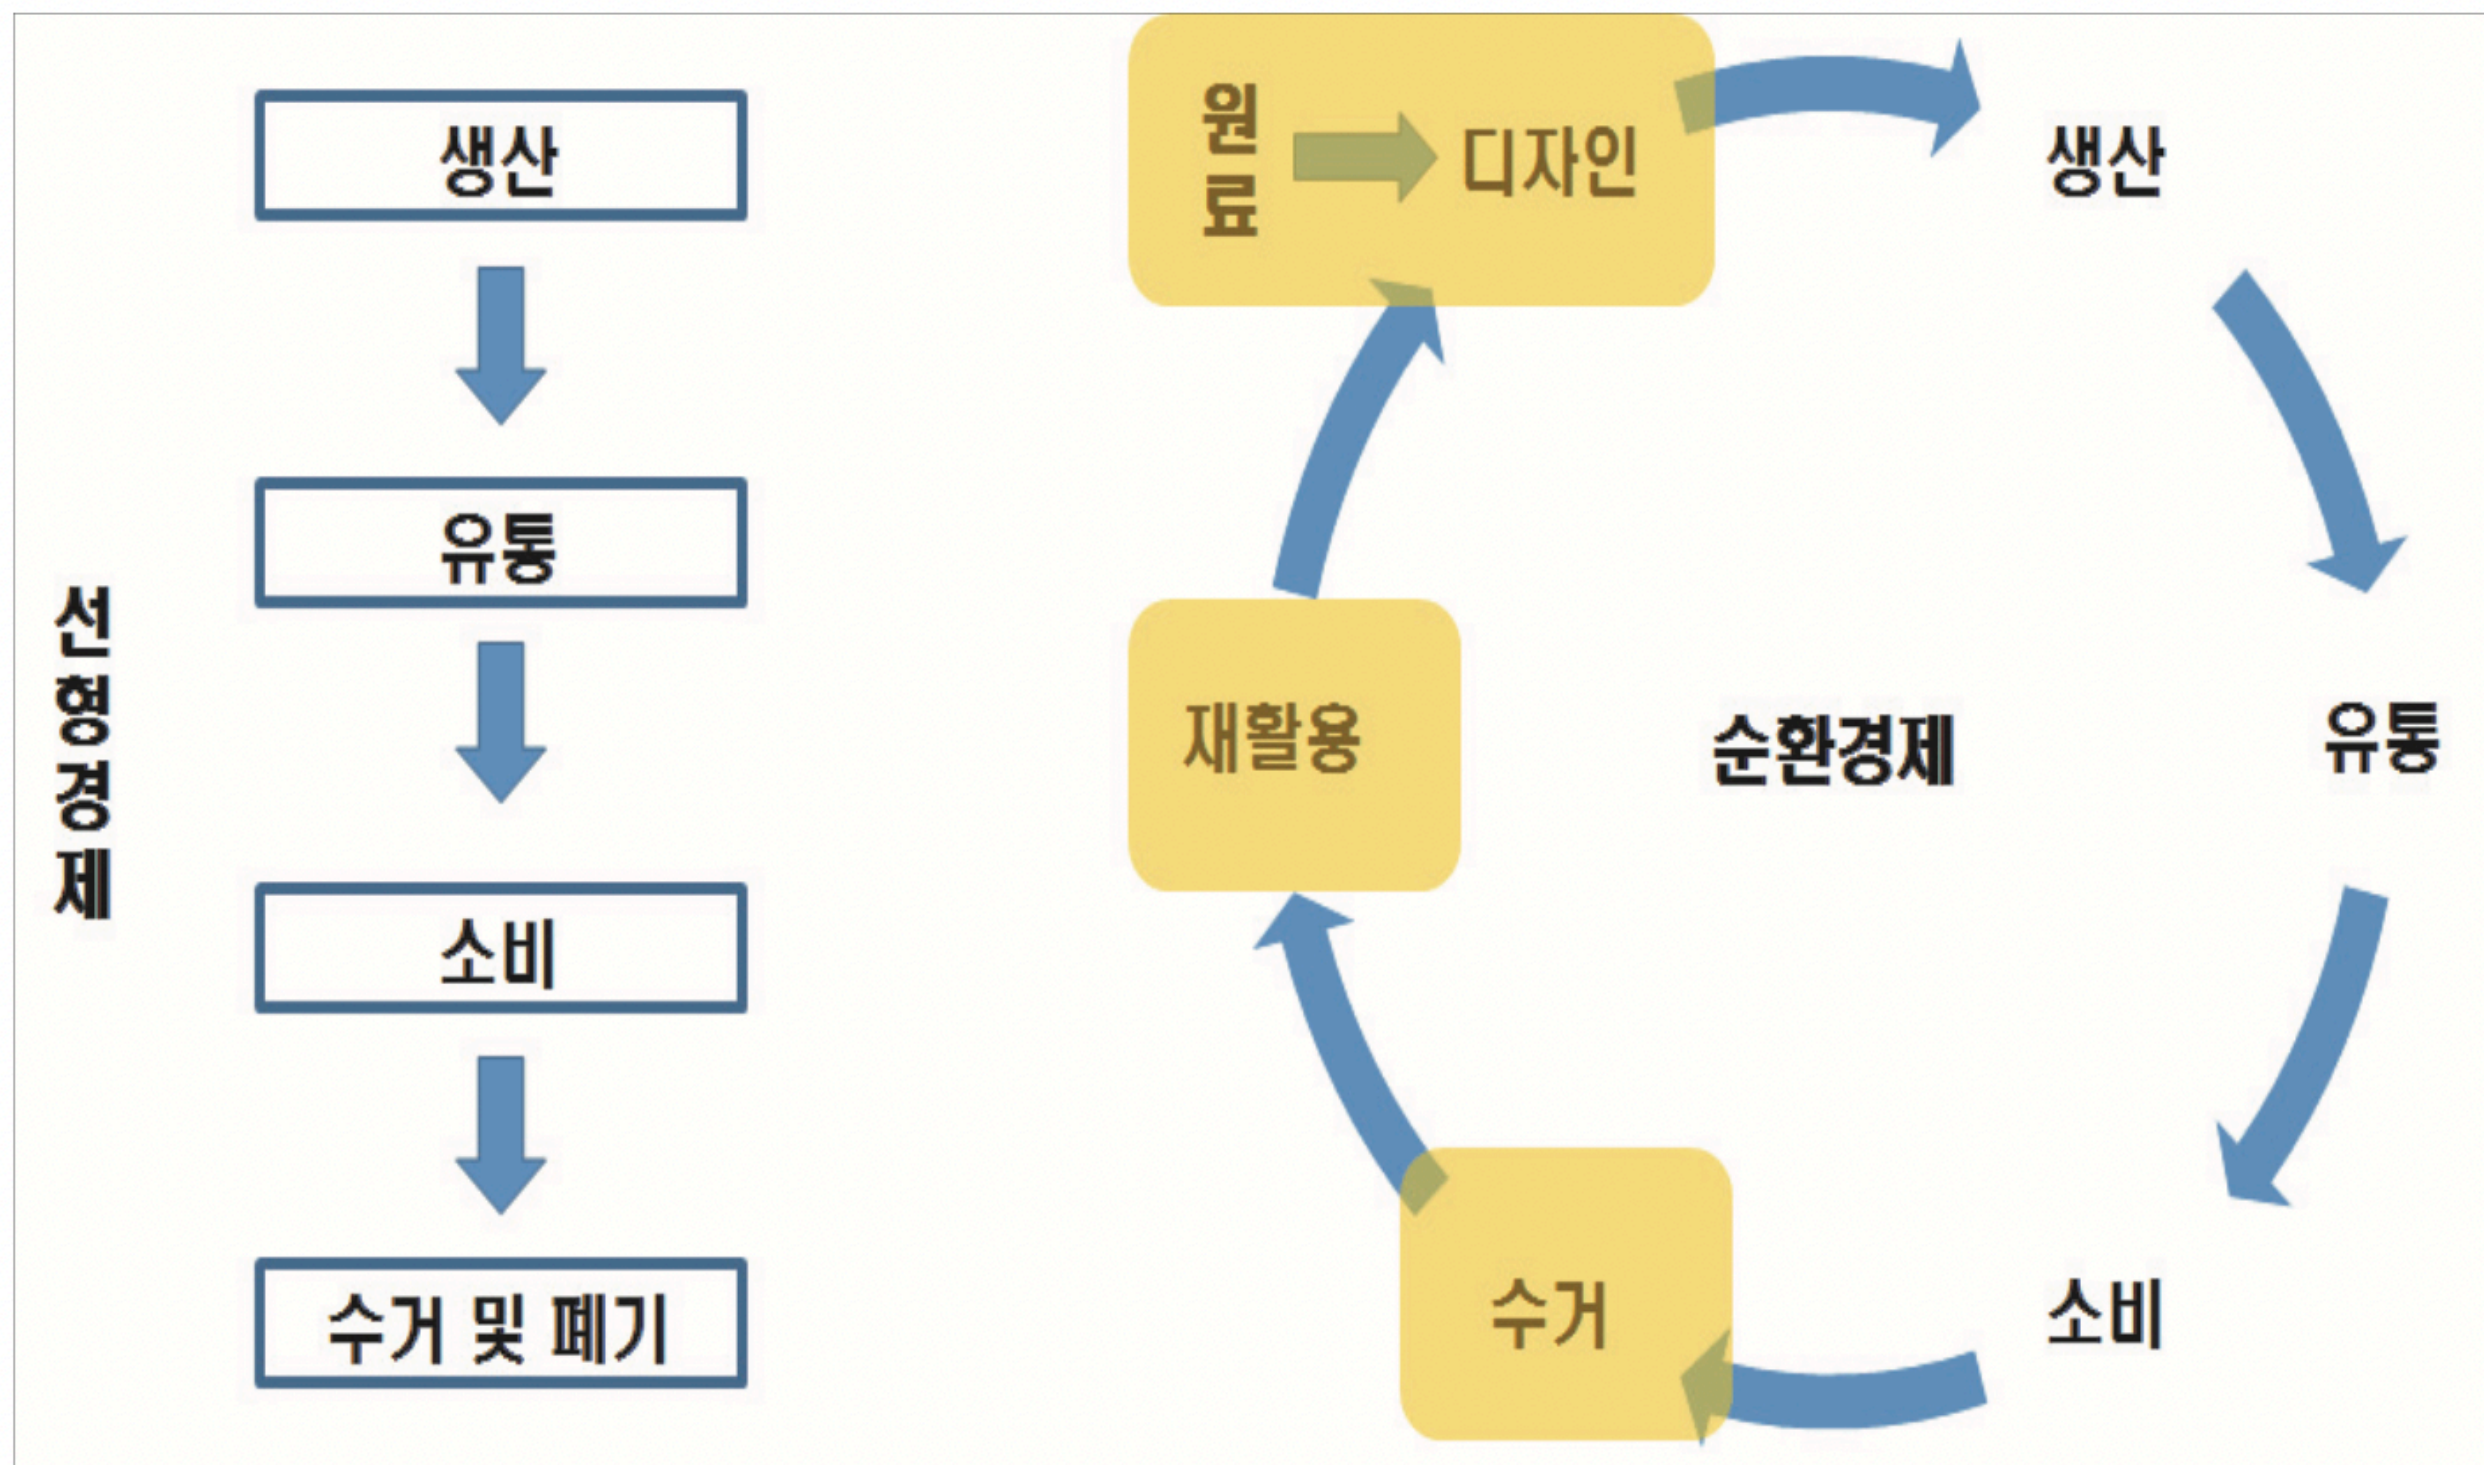 선형경제
생산
유통
소비
수거 및 폐기
원료
디자인
생산
유통
소비
수거
재활용
순환경제